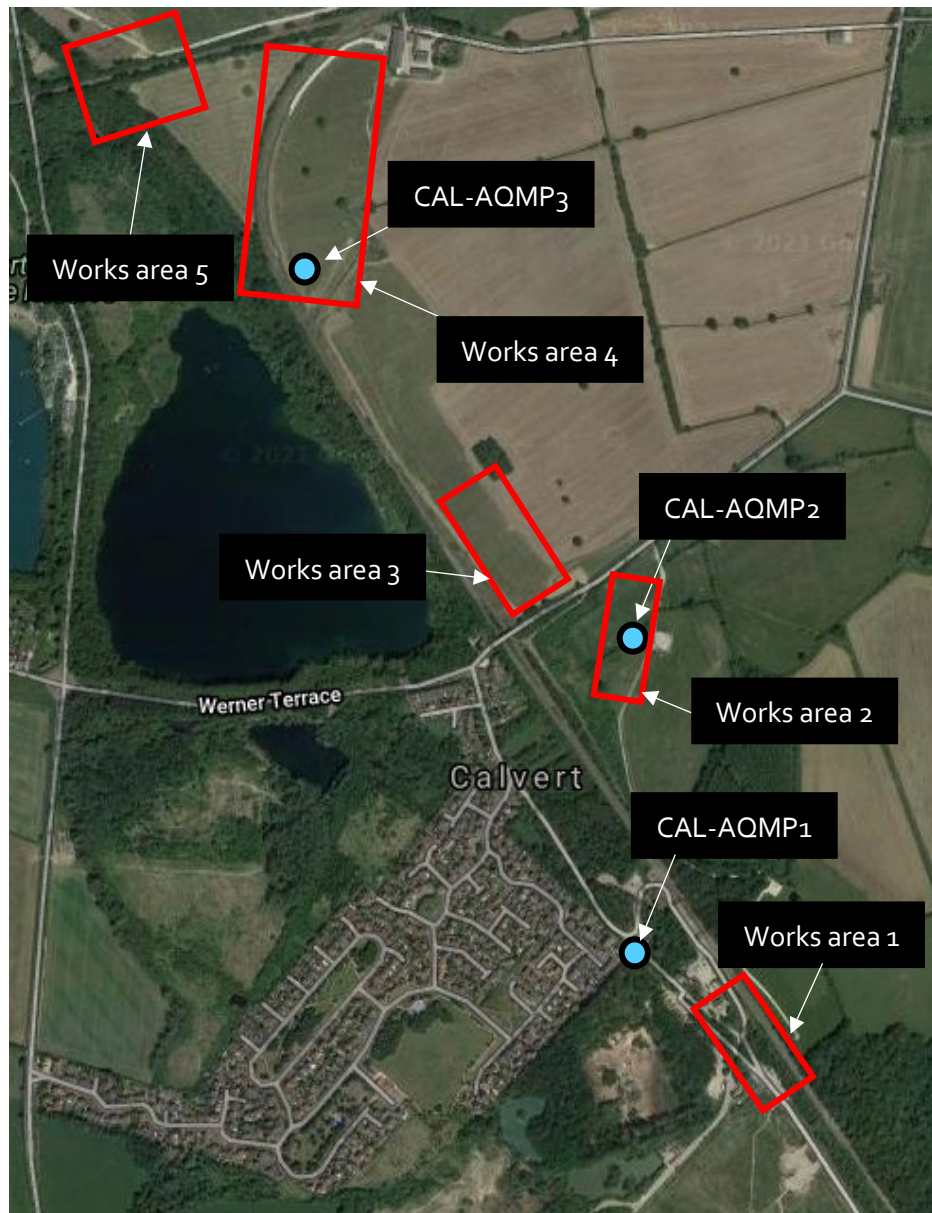 CAL-AQMP3
Works area 5
Works area 4
© 2021 Goo
© 2021 Google
CAL-AQMP2
Works area 3
Works area 2
Werner Terrace
Calvert
CAL-AQMP1
Works area 1